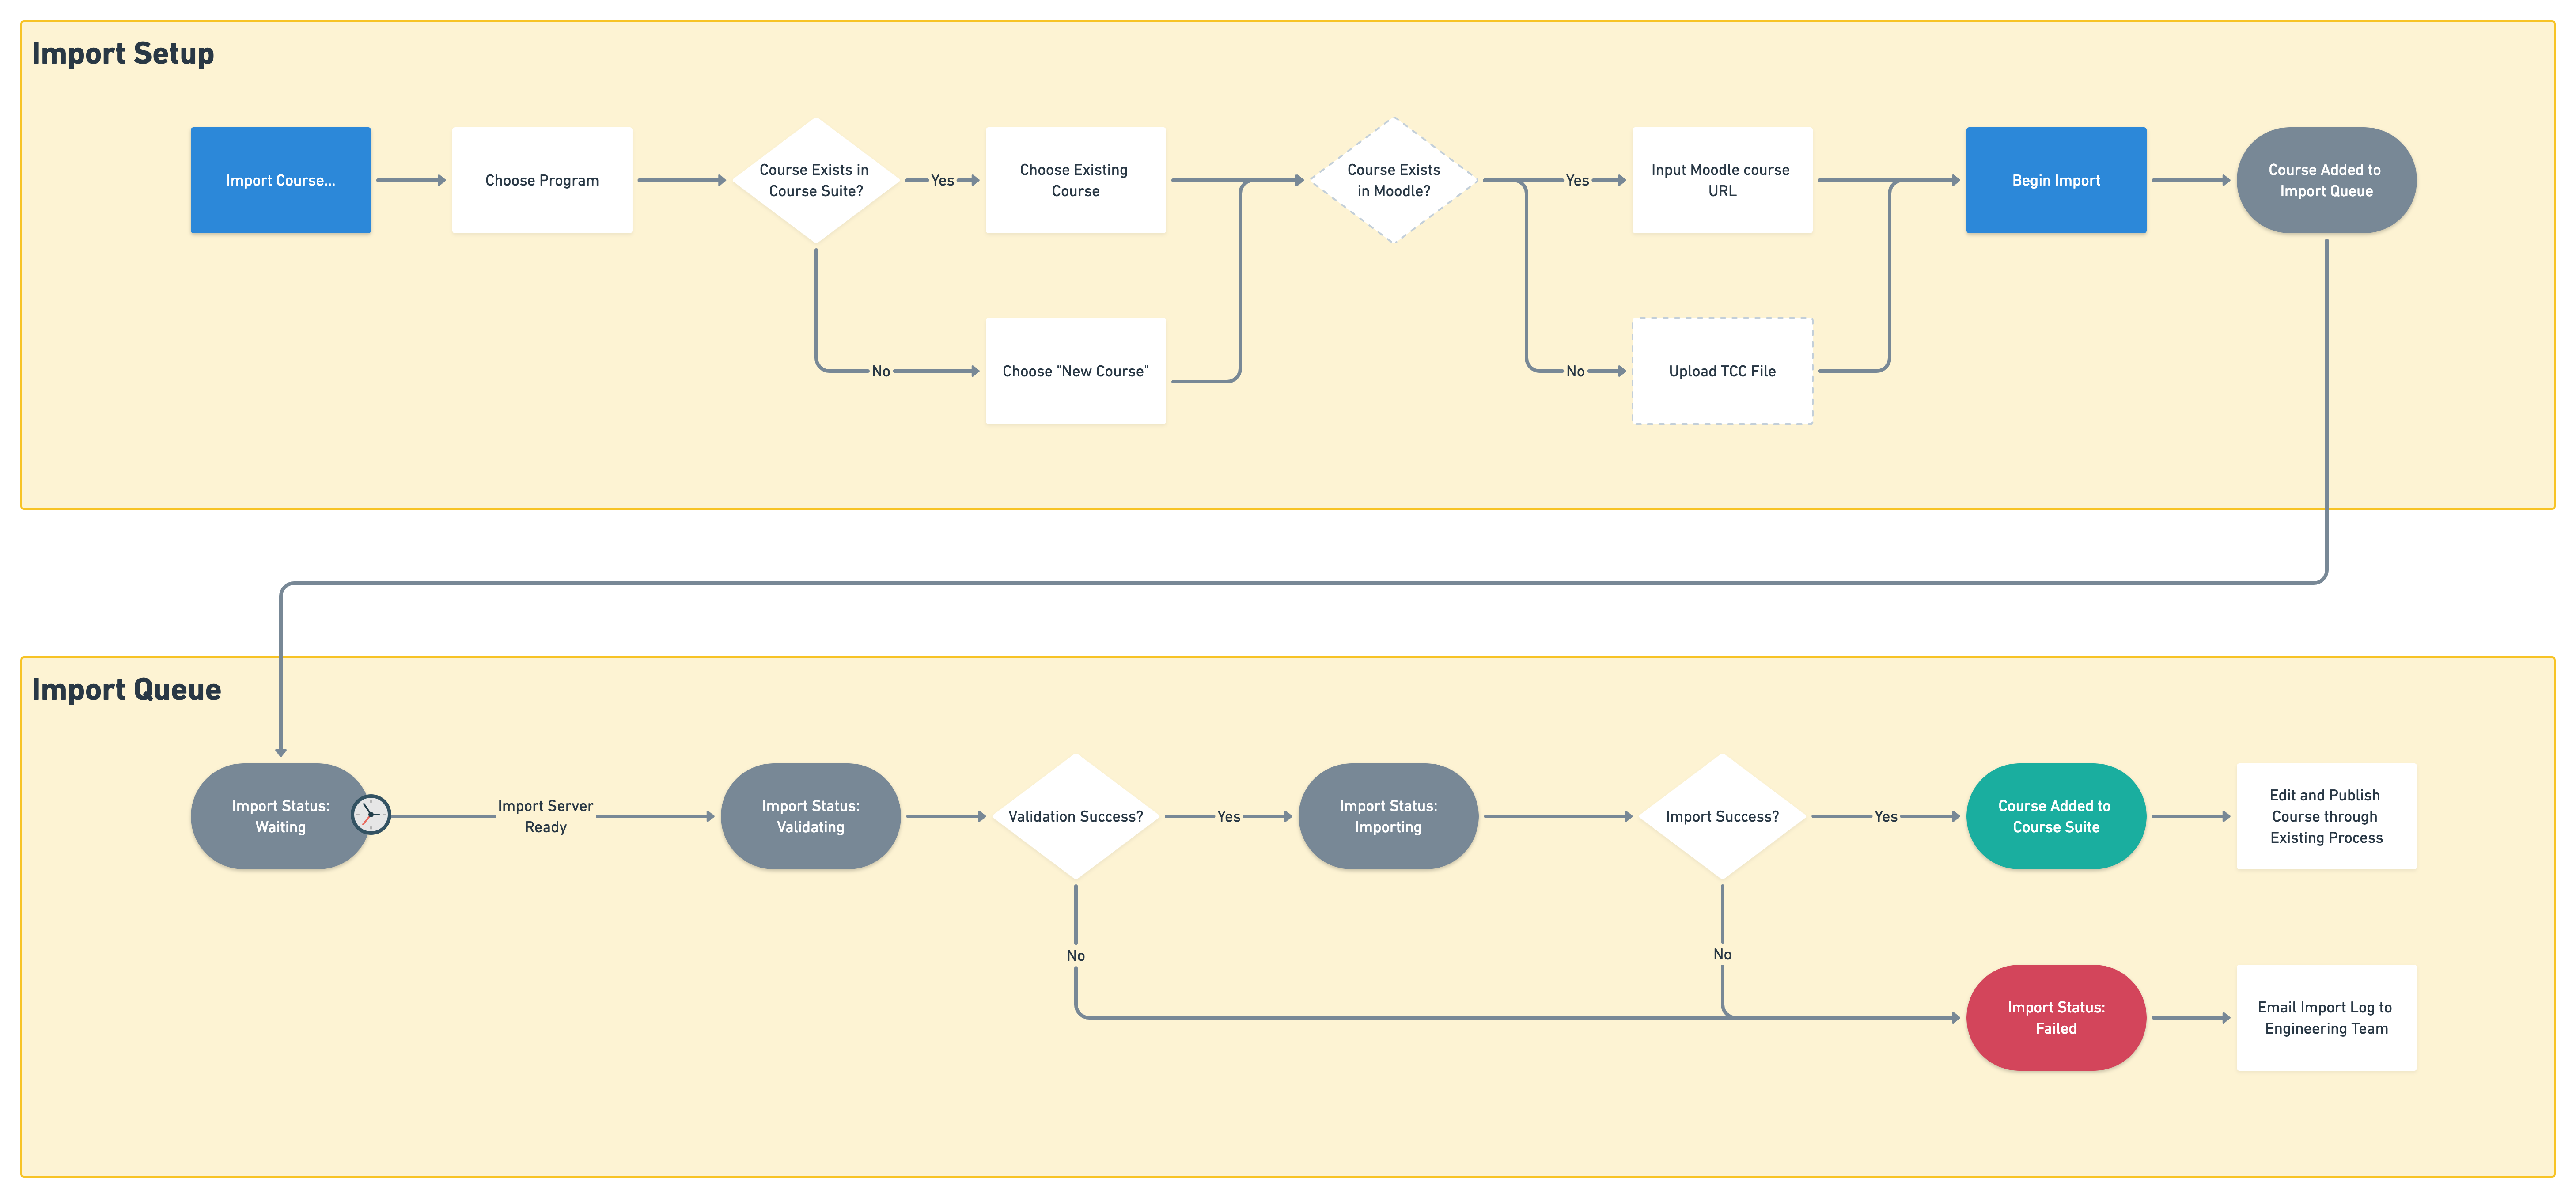 Import Setup
Import Course...
Choose Program
Course Exists in
Course Suite?
Yes
Choose Existing
Course
No
Choose "New Course"
Course Exists
in Moodle?
Yes
Input Moodle course
URL
No
Upload TCC File
Begin Import
Course Added to
Import Queue
Import Queue
Import Status:
Waiting
Import Server
Ready
Import Status:
Validating
Validation Success?
Yes
No
Import Status:
Importing
Import Success?
Yes
No
Course Added to
Course Suite
Edit and Publish
Course through
Existing Process
Import Status:
Failed
Email Import Log to
Engineering Team